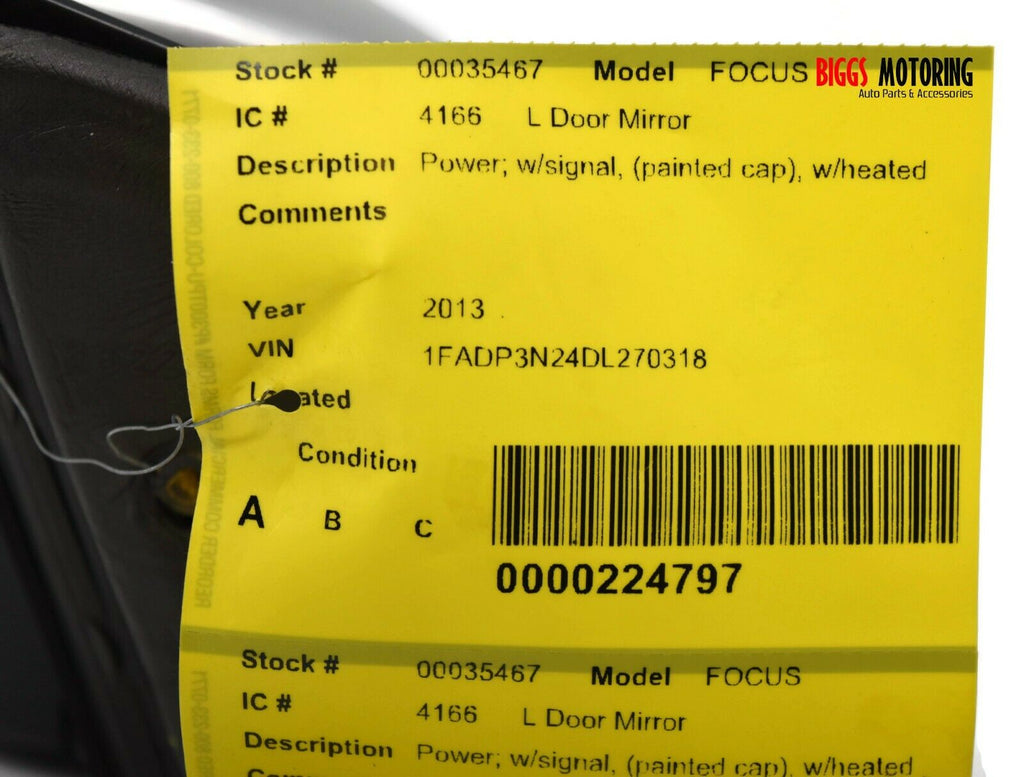 Stock # 00035467 Model FOCUS
BIGGS MOTORING
Auto Parts & Accessories
IC # 4166 L Door Mirror
Description Power; w/signal, (painted cap), w/heated
Comments
Year 2013
VIN 1FADP3N24DL270318
Located
Condition
A B C
0000224797
Stock # 00035467 Model FOCUS
IC # 4166 L Door Mirror
Description Power; w/signal, (painted cap), w/heated